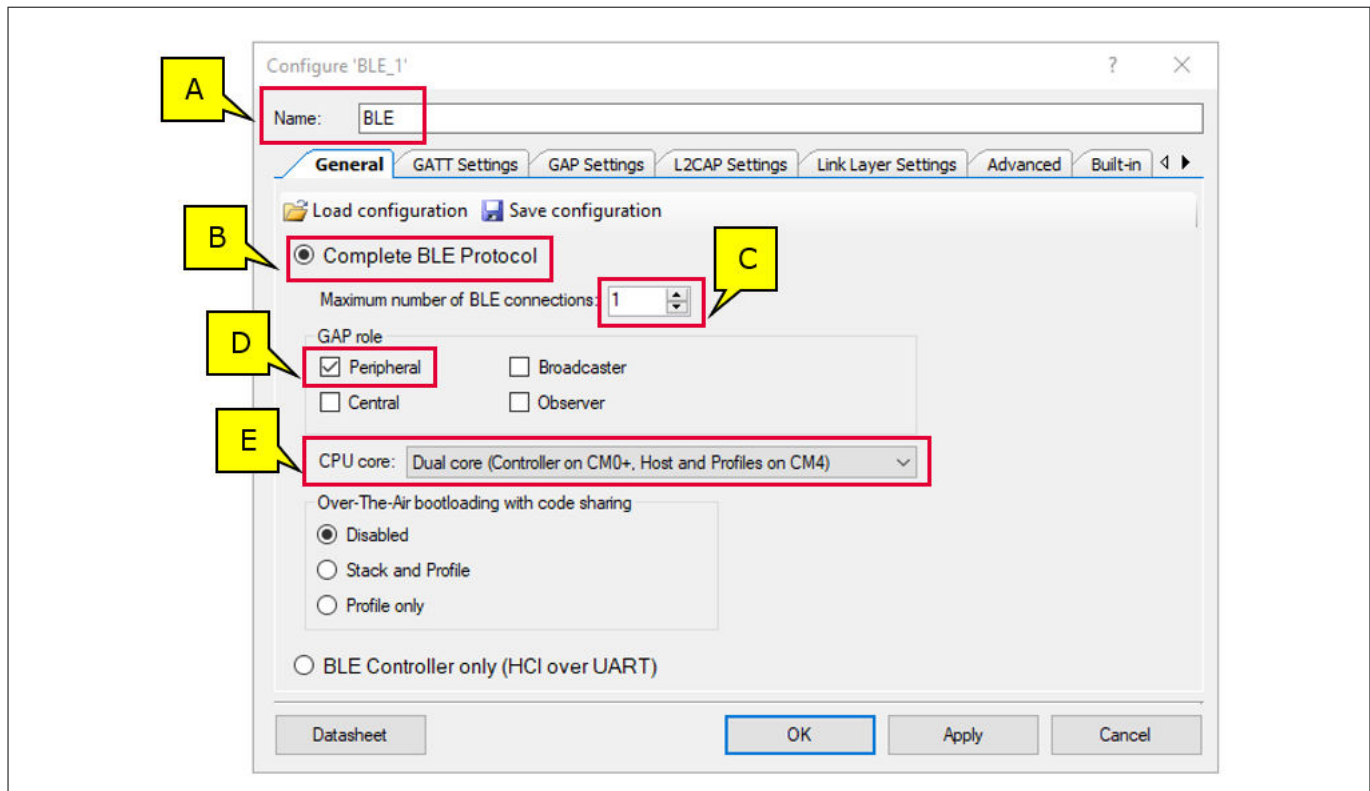 Configure 'BLE_1'
A
Name: BLE
General GATT Settings GAP Settings L2CAP Settings Link Layer Settings Advanced Built-in
Load configuration Save configuration
B
Complete BLE Protocol
C
Maximum number of BLE connections: 1
GAP role
D
Peripheral Broadcaster
Central Observer
E
CPU core: Dual core (Controller on CM0+, Host and Profiles on CM4)
Over-The-Air bootloading with code sharing
Disabled
Stack and Profile
Profile only
BLE Controller only (HCI over UART)
Datasheet OK Apply Cancel